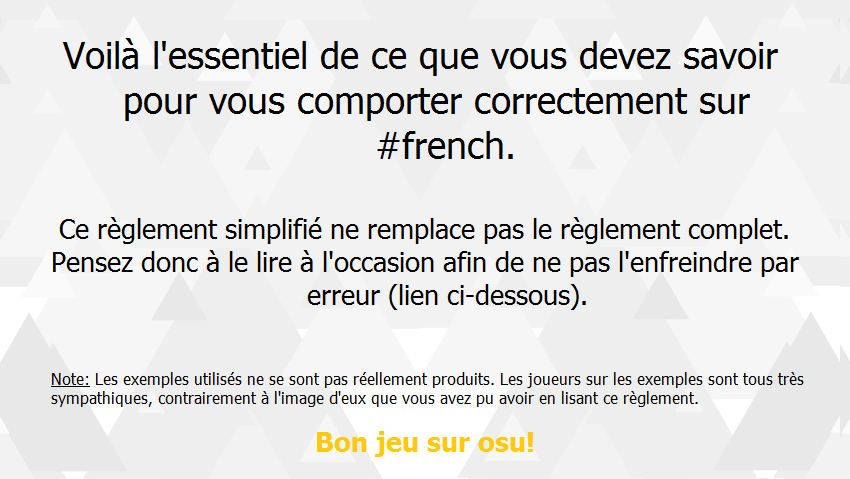 Voilà l'essentiel de ce que vous devez savoir
pour vous comporter correctement sur
#french.
Ce règlement simplifié ne remplace pas le règlement complet.
Pensez donc à le lire à l'occasion afin de ne pas l'enfreindre par
erreur (lien ci-dessous).
Note: Les exemples utilisés ne se sont pas réellement produits. Les joueurs sur les exemples sont tous très
sympathiques, contrairement à l'image d'eux que vous avez pu avoir en lisant ce règlement.
Bon jeu sur osu!